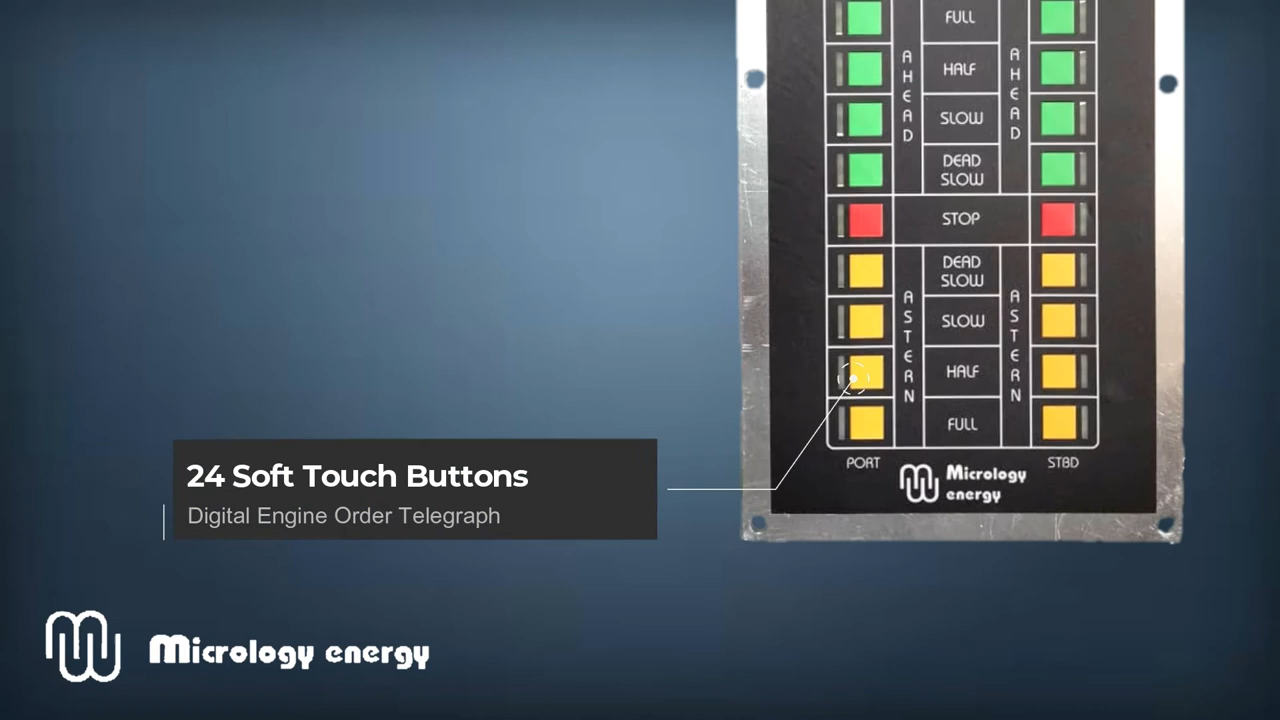 FULL
AHEAD
HALF
AHEAD
SLOW
DEAD
SLOW
STOP
DEAD
SLOW
ASTERN
SLOW
ASTERN
HALF
FULL
PORT
STBD
Micrology
energy
24 Soft Touch Buttons
Digital Engine Order Telegraph
Micrology energy